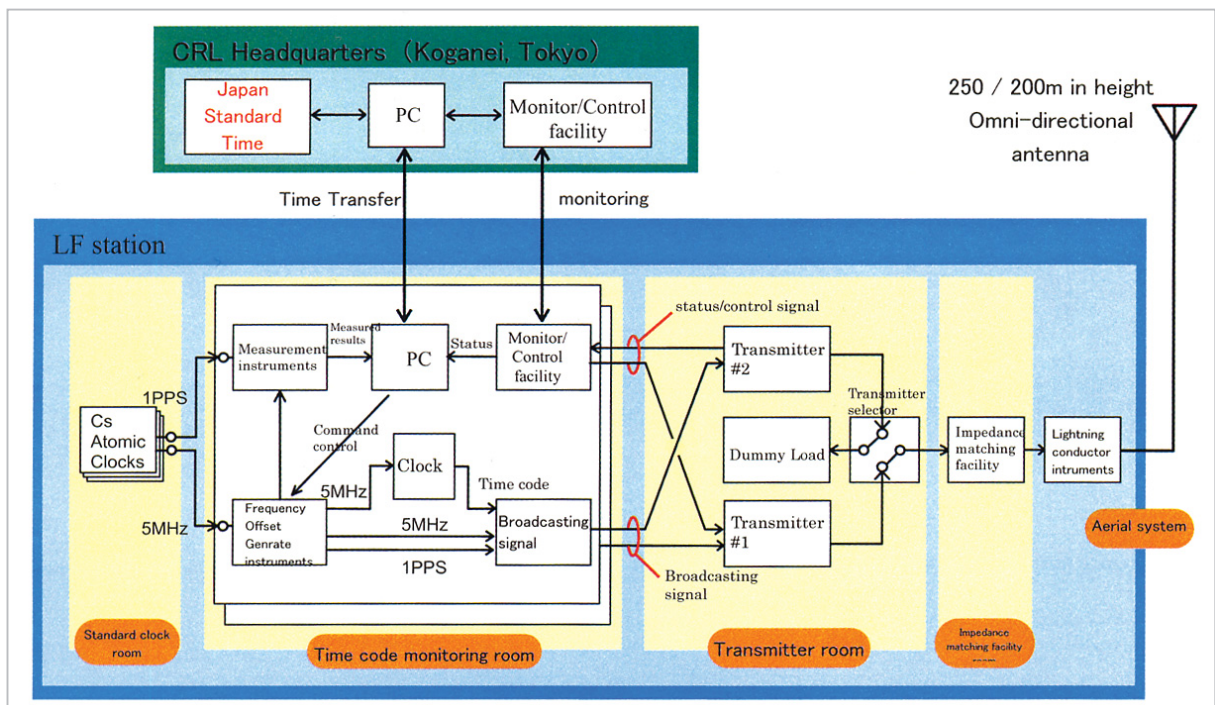 CRL Headquarters (Koganei, Tokyo)
Japan
Standard
Time
PC
Monitor/Control
facility
250 / 200m in height
Omni-directional
antenna
Time Transfer
monitoring
LF station
status/control signal
Measurement
instruments
Measured
results
PC
Status
Monitor/
Control
facility
Transmitter
#2
Transmitter
selector
1PPS
Cs
Atomic
Clocks
5MHz
Command
control
Clock
5MHz
Time code
Frequency
Offset
Genrate
instruments
5MHz
1PPS
Broadcasting
signal
Dummy Load
Impedance
matching
facility
Lightning
conductor
intruments
Transmitter
#1
Broadcasting
signal
Aerial system
Standard clock
room
Time code monitoring room
Transmitter room
Impedance
matching facility